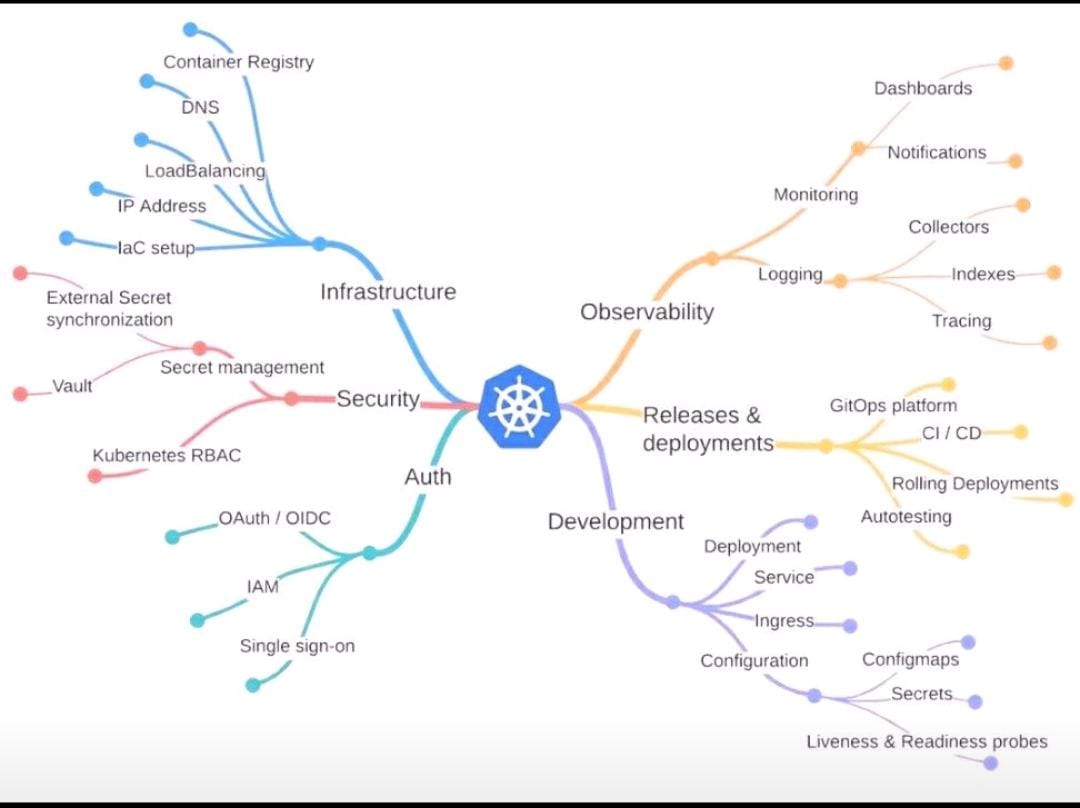 Container Registry
DNS
LoadBalancing
IP Address
IaC setup
Infrastructure
External Secret
synchronization
Secret management
Vault
Security
Kubernetes RBAC
Auth
OAuth / OIDC
IAM
Single sign-on
Dashboards
Notifications
Monitoring
Collectors
Logging
Indexes
Tracing
Observability
Releases &
deployments
GitOps platform
CI / CD
Rolling Deployments
Autotesting
Development
Deployment
Service
Ingress
Configuration
Configmaps
Secrets
Liveness & Readiness probes